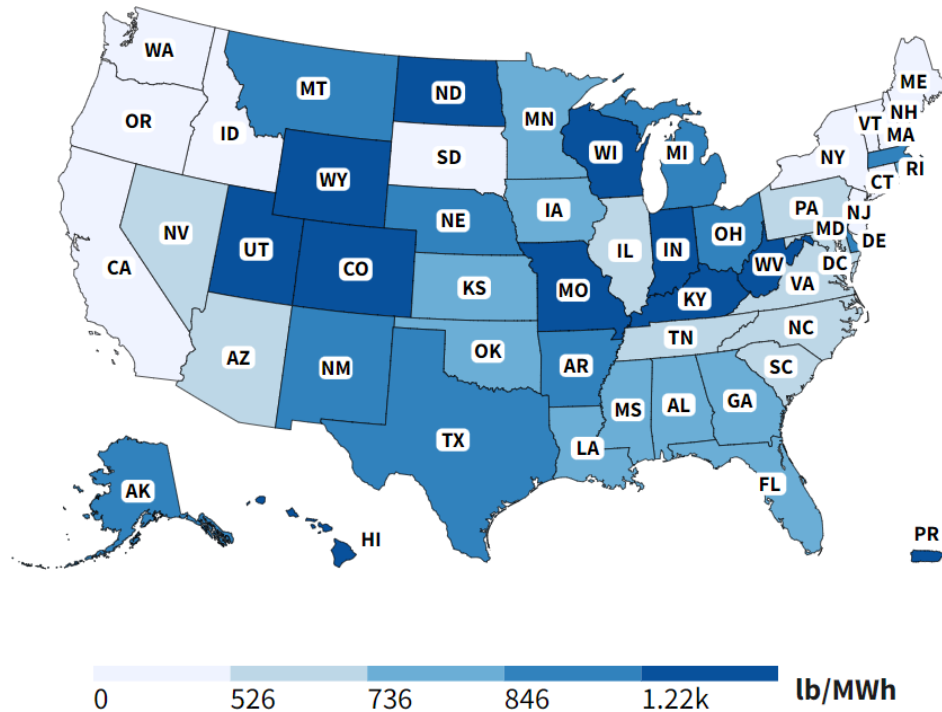 WA
ME
MT
ND
VT
NH
MN
OR
MA
ID
WI
MI
NY
SD
RI
WY
CT
NE
IA
PA
NJ
NV
OH
MD
DE
UT
IL
IN
CA
CO
WV
DC
KS
MO
KY
VA
NC
TN
OK
AZ
AR
NM
SC
GA
MS
AL
TX
LA
FL
AK
PR
HI
0
526
736
846
1.22k
lb/MWh